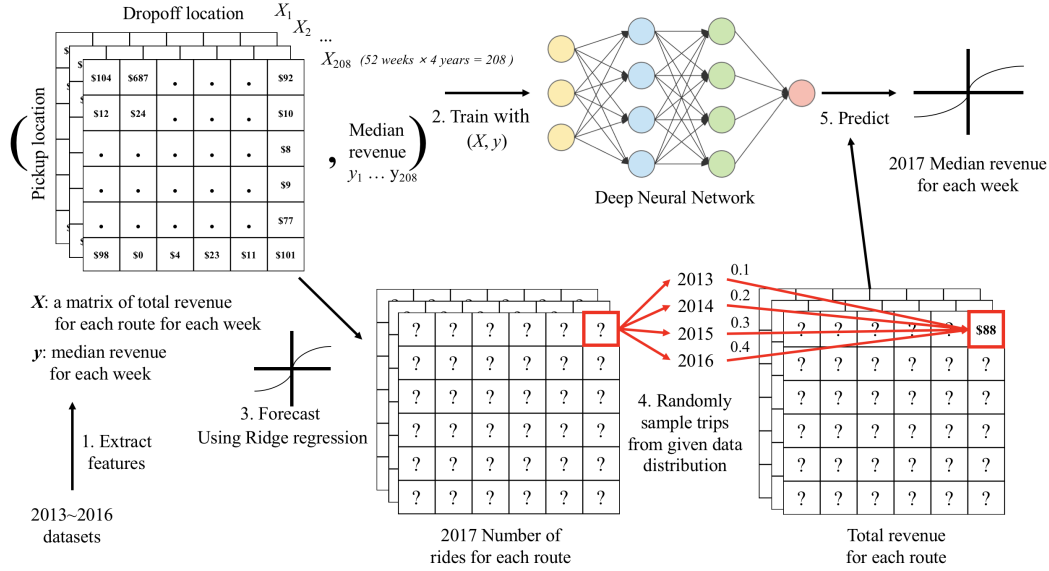 Dropoff location
X1
X2
...
X208 (52 weeks × 4 years = 208 )
Pickup location
$104 $687 . . . $92
$12 $24 . . . $10
. . . . . $8
. . . . . $9
. . . . . $77
$98 $0 $4 $23 $11 $101
( , Median
revenue
y1 … y208 )
2. Train with
(X, y)
Deep Neural Network
5. Predict
2017 Median revenue
for each week
X: a matrix of total revenue
for each route for each week
y: median revenue
for each week
1. Extract
features
2013~2016
datasets
3. Forecast
Using Ridge regression
? ? ? ? ? ?
? ? ? ? ? ?
? ? ? ? ? ?
? ? ? ? ? ?
? ? ? ? ? ?
? ? ? ? ? ?
2017 Number of
rides for each route
2013 0.1
2014 0.2
2015 0.3
2016 0.4
4. Randomly
sample trips
from given data
distribution
? ? ? ? ? $88
? ? ? ? ? ?
? ? ? ? ? ?
? ? ? ? ? ?
? ? ? ? ? ?
? ? ? ? ? ?
Total revenue
for each route